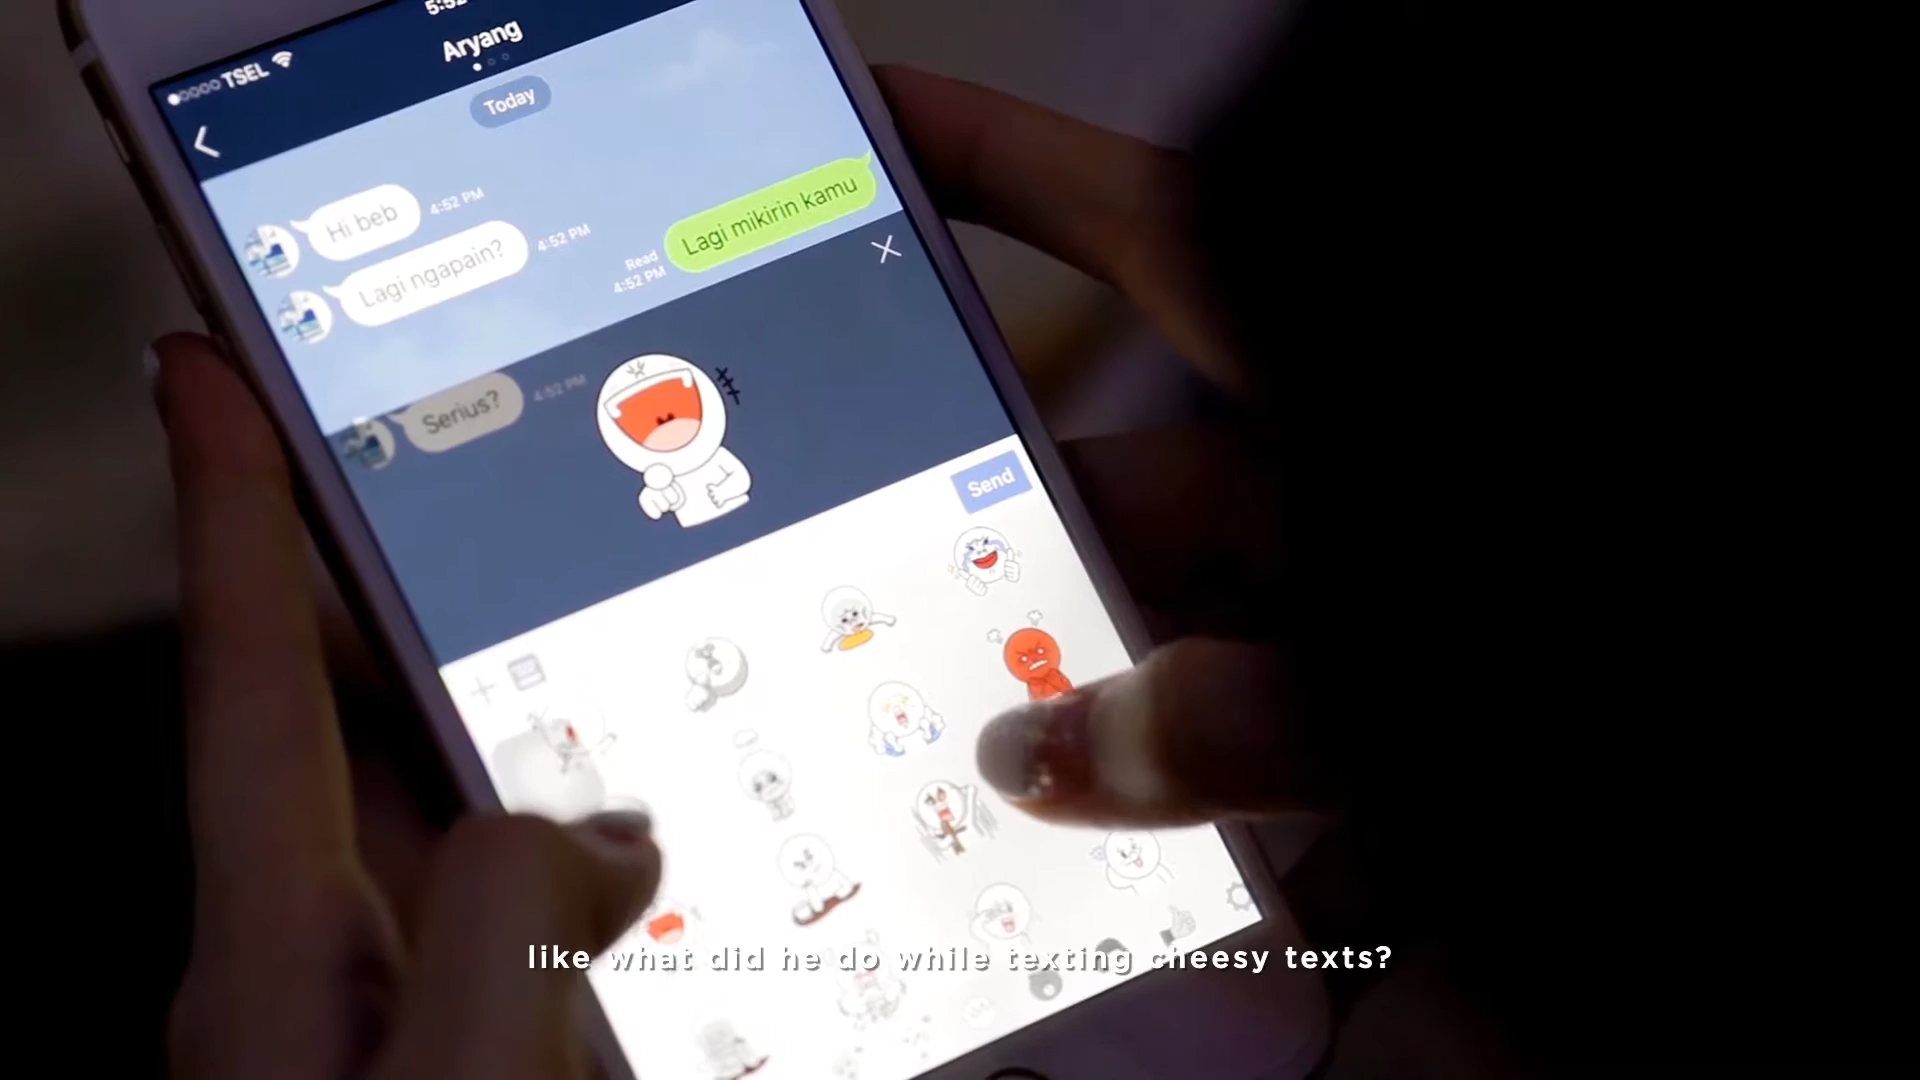 5:52
TSEL
Aryang
Today
Hi beb
4:52 PM
Lagi ngapain?
4:52 PM
Lagi mikirin kamu
Read
4:52 PM
Serius?
4:52 PM
Send
like what did he do while texting cheesy texts?